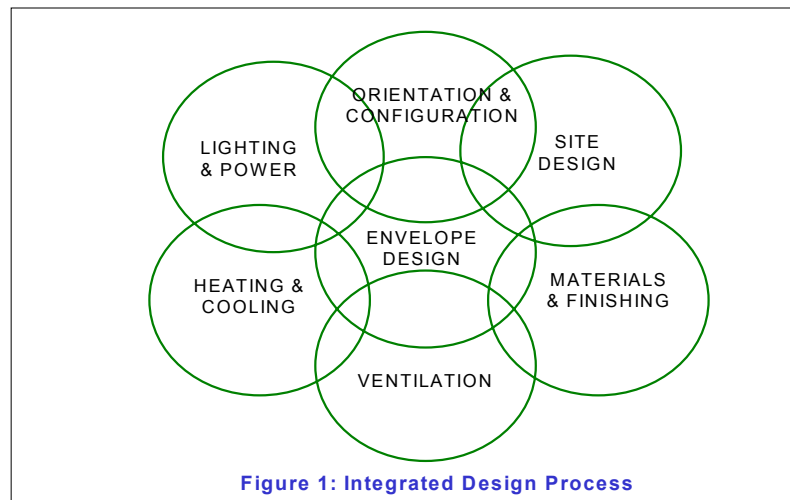 ORIENTATION &
CONFIGURATION
LIGHTING
& POWER
SITE
DESIGN
ENVELOPE
DESIGN
HEATING &
COOLING
MATERIALS
& FINISHING
VENTILATION
Figure 1: Integrated Design Process